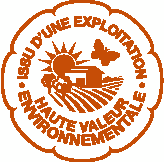 ISSU D'UNE EXPLOITATION
HAUTE VALEUR
ENVIRONNEMENTALE